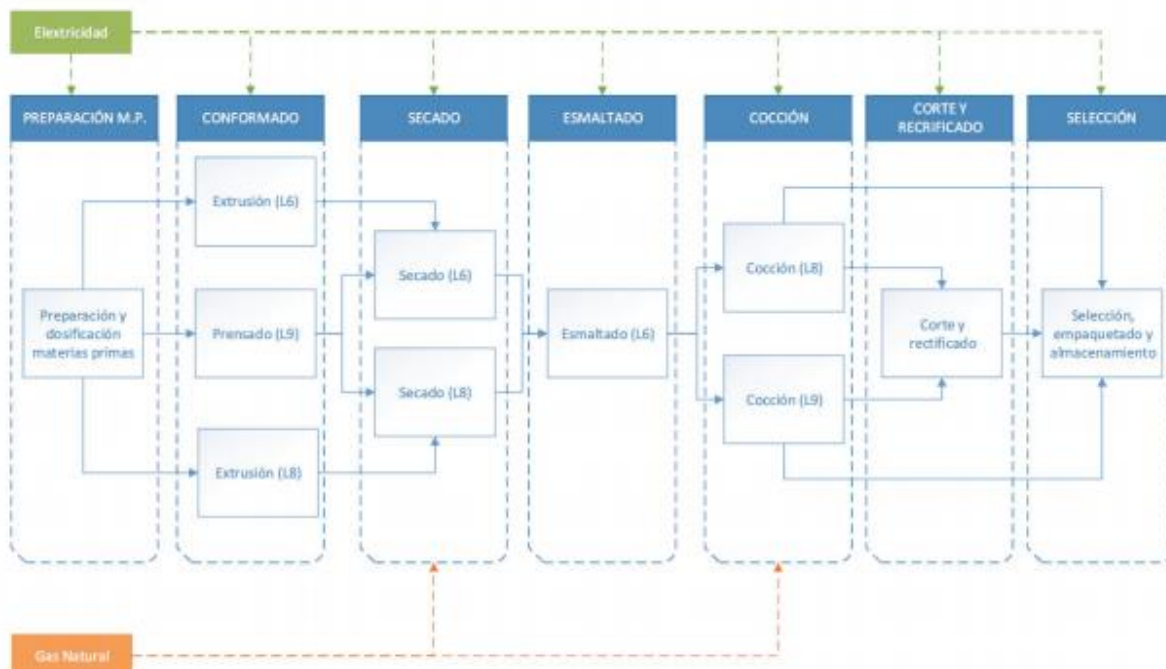 Elextricidad
PREPARACIÓN M.P.
CONFORMADO
SECADO
ESMALTADO
COCCIÓN
CORTE Y
RECRIFICADO
SELECCIÓN
Extrusión (L6)
Secado (L6)
Cocción (L8)
Preparación y
dosificación
materias primas
Prensado (L9)
Esmaltado (L6)
Corte y
rectificado
Selección,
empaquetado y
almacenamiento
Secado (L8)
Cocción (L9)
Extrusión (L8)
Gas Natural